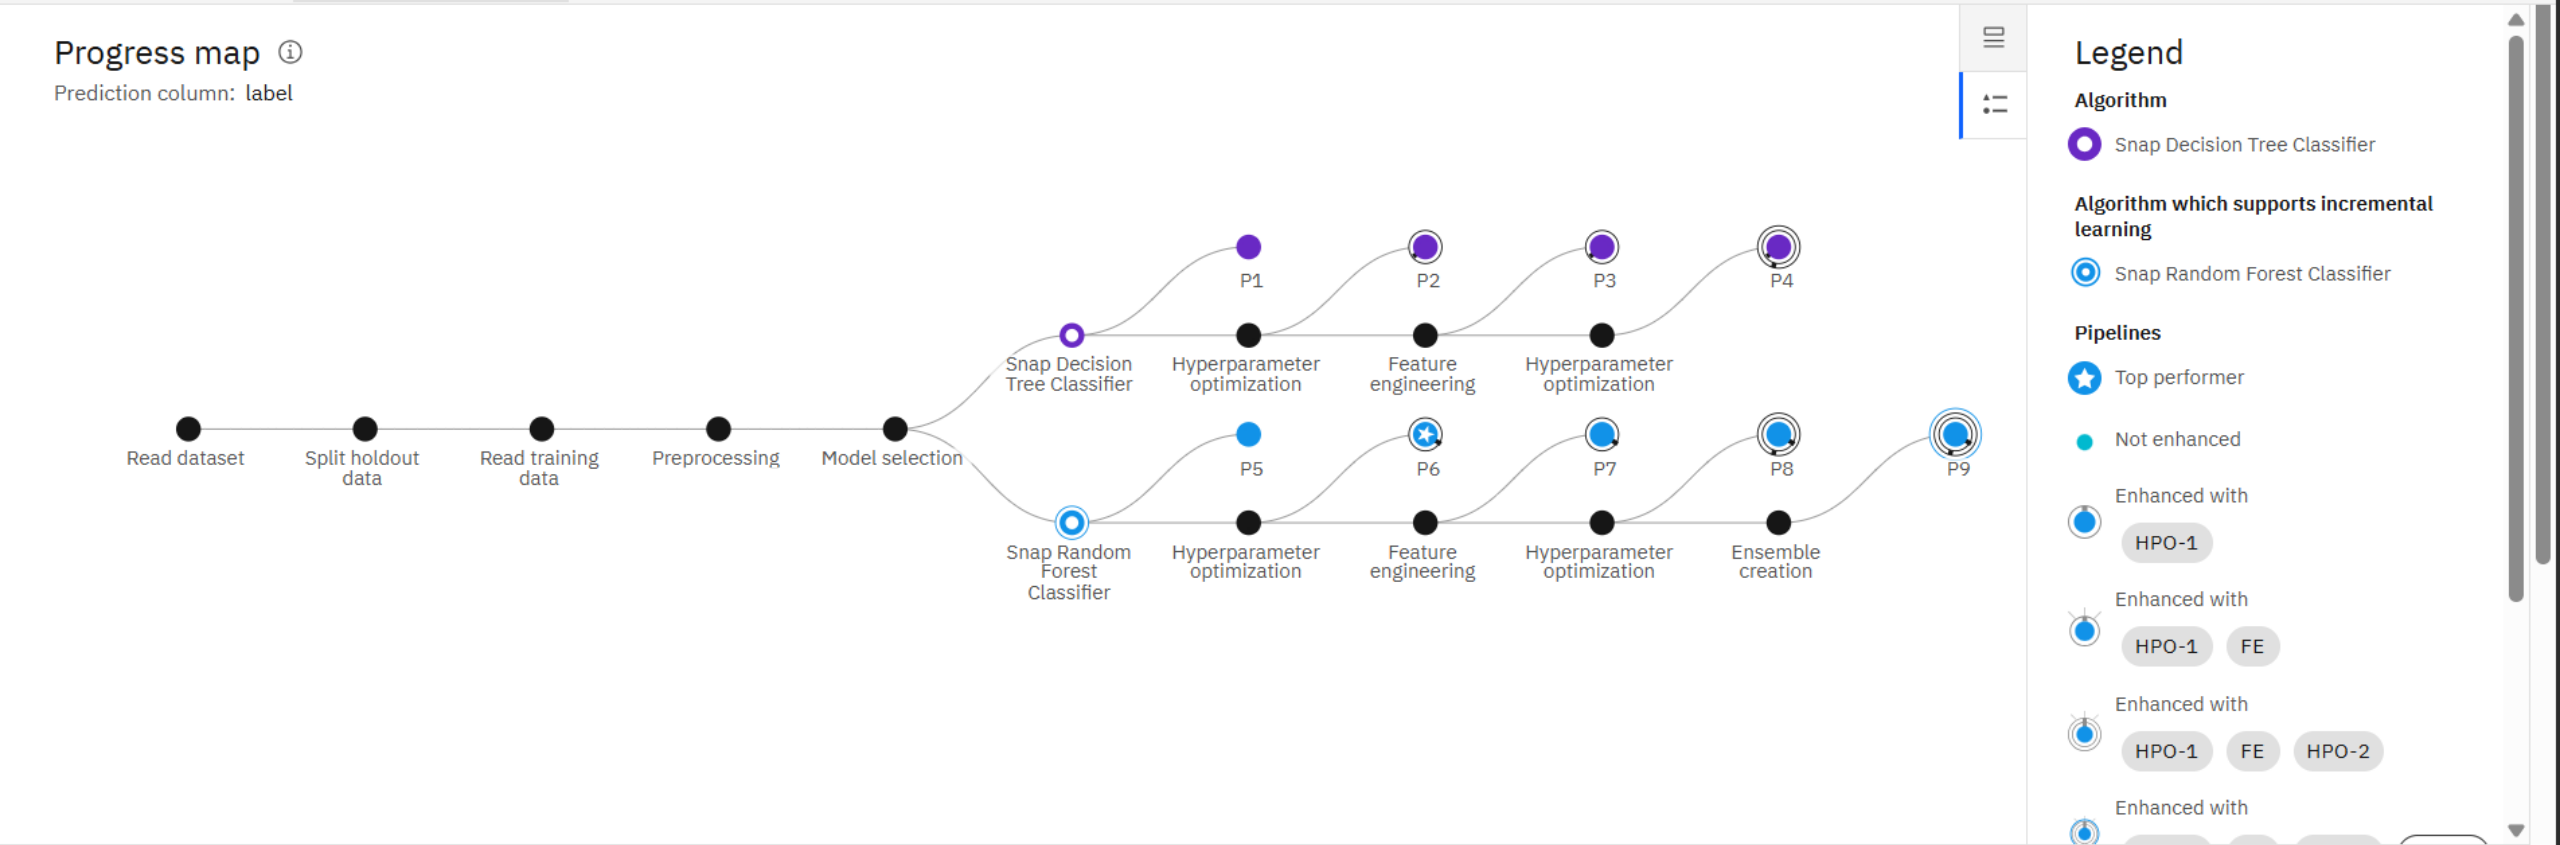 Progress map
Prediction column: label
P1
P2
P3
P4
Snap Decision
Tree Classifier
Hyperparameter
optimization
Feature
engineering
Hyperparameter
optimization
Read dataset
Split holdout
data
Read training
data
Preprocessing
Model selection
P5
P6
P7
P8
P9
Snap Random
Forest
Classifier
Hyperparameter
optimization
Feature
engineering
Hyperparameter
optimization
Ensemble
creation
Legend
Algorithm
Snap Decision Tree Classifier
Algorithm which supports incremental
learning
Snap Random Forest Classifier
Pipelines
Top performer
Not enhanced
Enhanced with
HPO-1
Enhanced with
HPO-1 FE
Enhanced with
HPO-1 FE HPO-2
Enhanced with